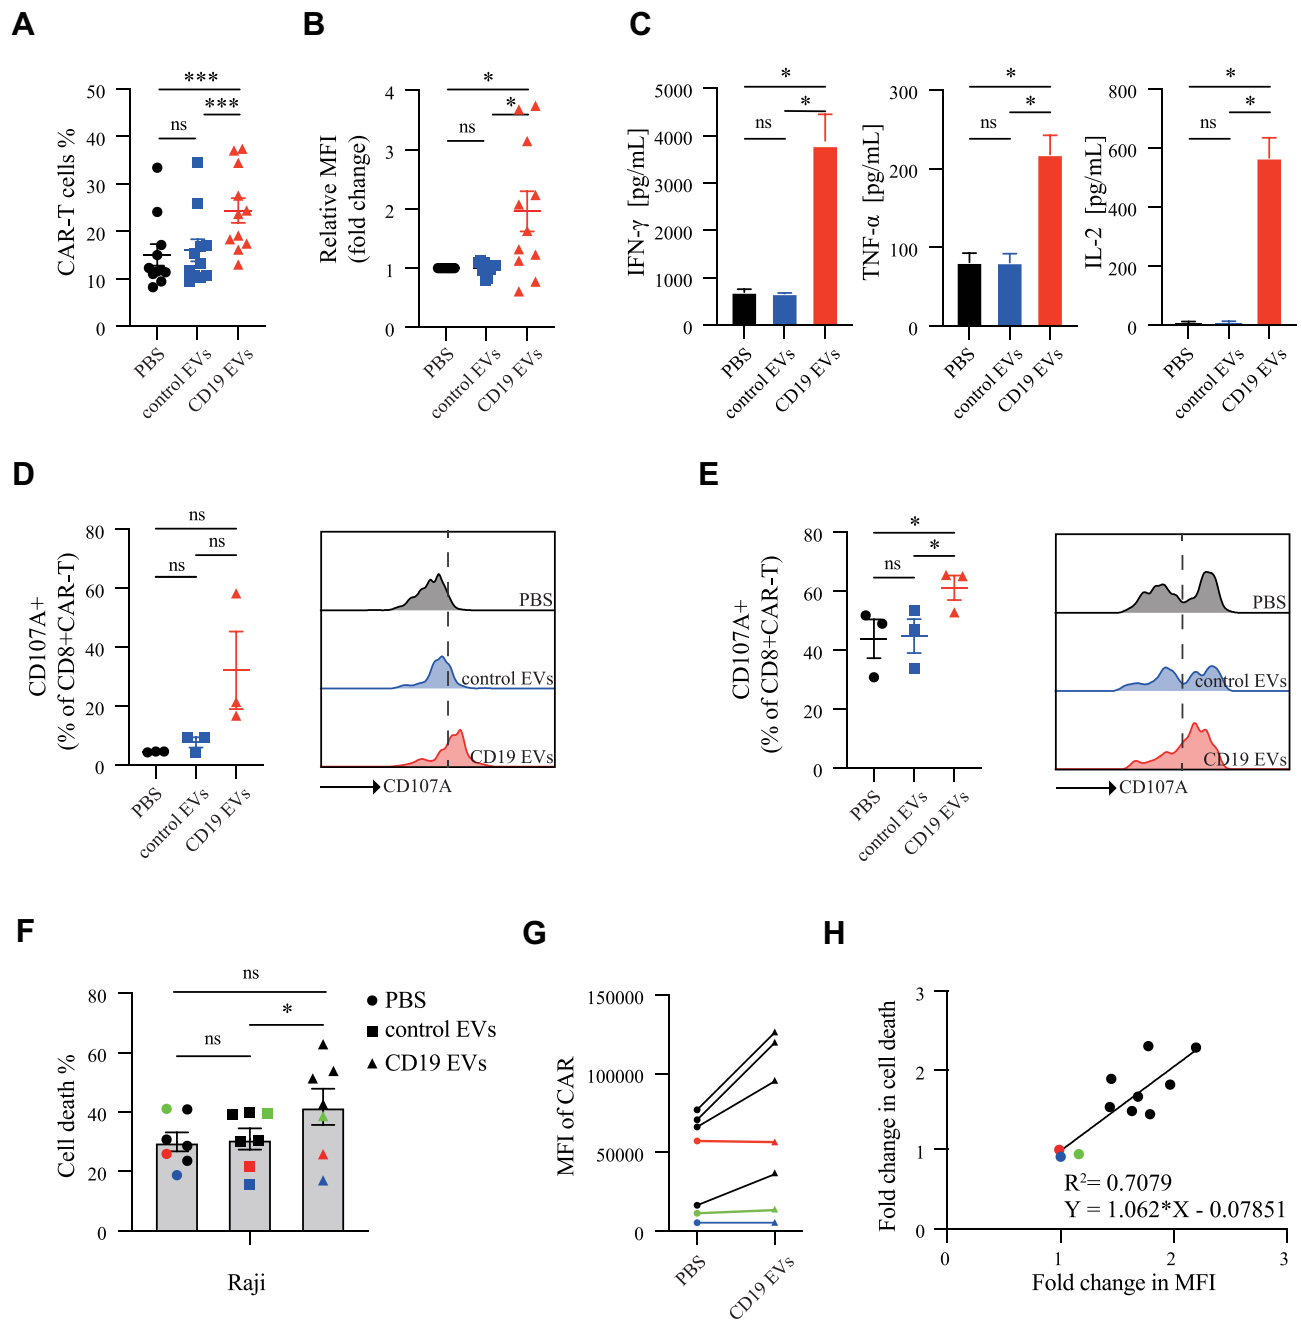 A
CAR-T cells %
50
40
30
20
10
0
***
***
ns
PBS
control EVs
CD19 EVs
B
Relative MFI
(fold change)
4
3
2
1
0
*
*
ns
PBS
control EVs
CD19 EVs
C
IFN-γ [pg/mL]
5000
4000
3000
2000
1000
0
*
*
ns
PBS
control EVs
CD19 EVs
TNF-α [pg/mL]
300
200
100
0
*
*
ns
PBS
control EVs
CD19 EVs
IL-2 [pg/mL]
800
600
400
200
0
*
*
ns
PBS
control EVs
CD19 EVs
D
CD107A+
(% of CD8+CAR-T)
80
60
40
20
0
ns
ns
ns
PBS
control EVs
CD19 EVs
PBS
control EVs
CD19 EVs
CD107A
E
CD107A+
(% of CD8+CAR-T)
80
60
40
20
0
*
*
ns
PBS
control EVs
CD19 EVs
PBS
control EVs
CD19 EVs
CD107A
F
Cell death %
80
60
40
20
0
ns
*
ns
Raji
PBS
control EVs
CD19 EVs
G
MFI of CAR
150000
100000
50000
0
PBS
CD19 EVs
H
Fold change in cell death
3
2
1
0
R²= 0.7079
Y = 1.062*X - 0.07851
0
1
2
3
Fold change in MFI